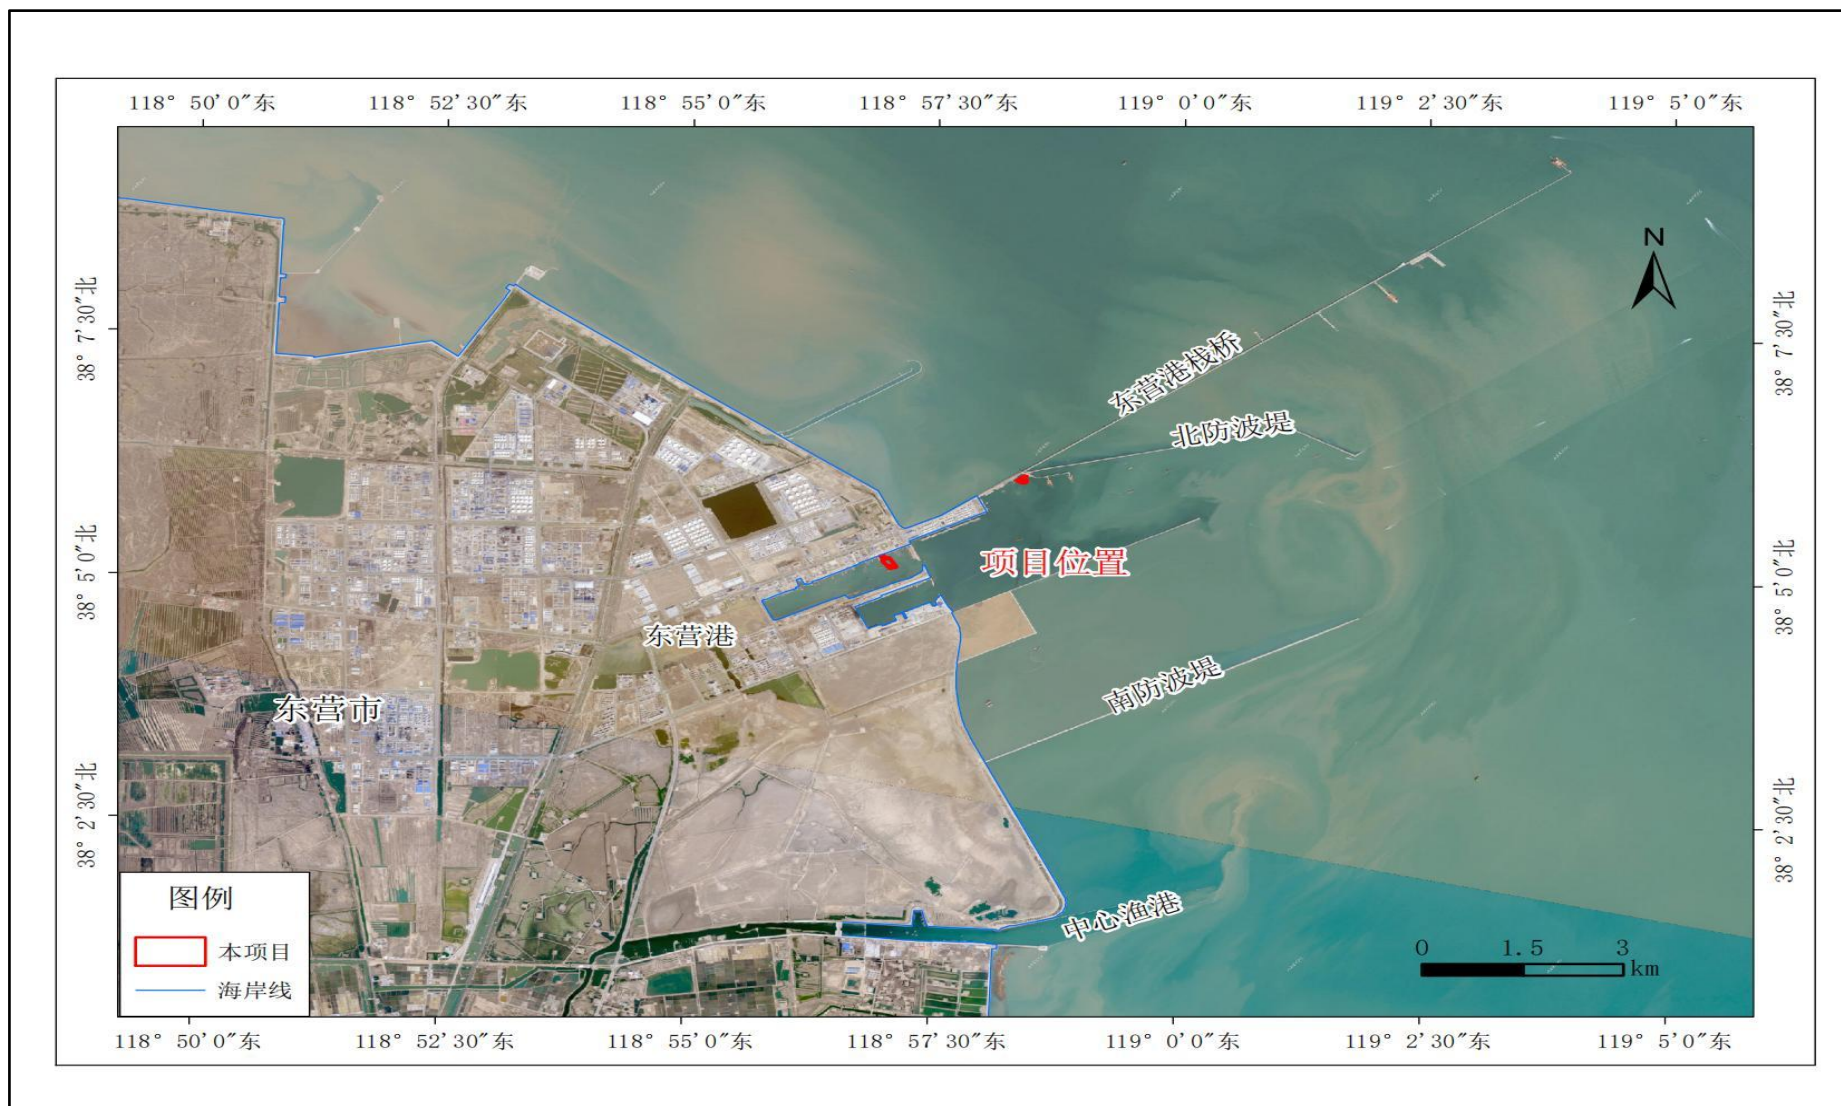 118° 50′0″东
118° 52′30″东
118° 55′0″东
118° 57′30″东
119° 0′0″东
119° 2′30″东
119° 5′0″东
38° 7′30″北
38° 5′0″北
38° 2′30″北
N
东营港栈桥
北防波堤
项目位置
东营港
南防波堤
东营市
中心渔港
38° 7′30″北
38° 5′0″北
38° 2′30″北
图例
本项目
海岸线
0 1.5 3
km
118° 50′0″东
118° 52′30″东
118° 55′0″东
118° 57′30″东
119° 0′0″东
119° 2′30″东
119° 5′0″东